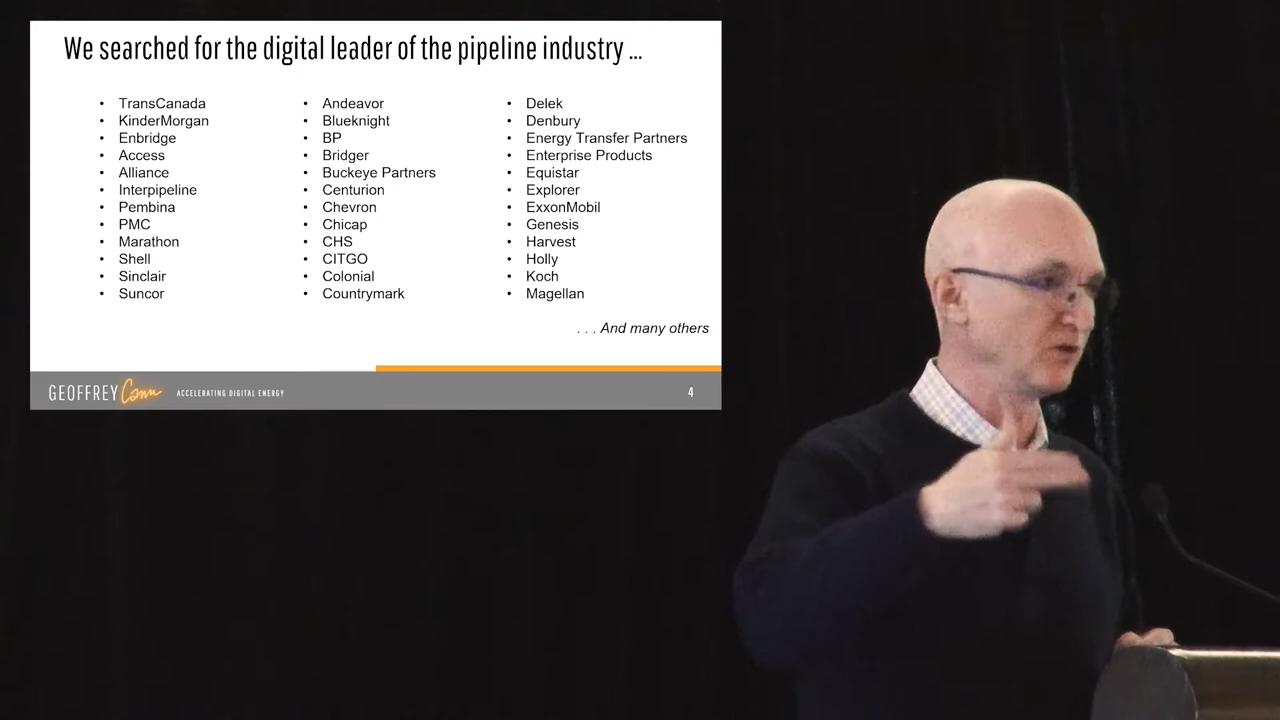 We searched for the digital leader of the pipeline industry ...
• TransCanada
• KinderMorgan
• Enbridge
• Access
• Alliance
• Interpipeline
• Pembina
• PMC
• Marathon
• Shell
• Sinclair
• Suncor
• Andeavor
• Blueknight
• BP
• Bridger
• Buckeye Partners
• Centurion
• Chevron
• Chicap
• CHS
• CITGO
• Colonial
• Countrymark
• Delek
• Denbury
• Energy Transfer Partners
• Enterprise Products
• Equistar
• Explorer
• ExxonMobil
• Genesis
• Harvest
• Holly
• Koch
• Magellan
. . . And many others
GEOFFREY Cann ACCELERATING DIGITAL ENERGY
4